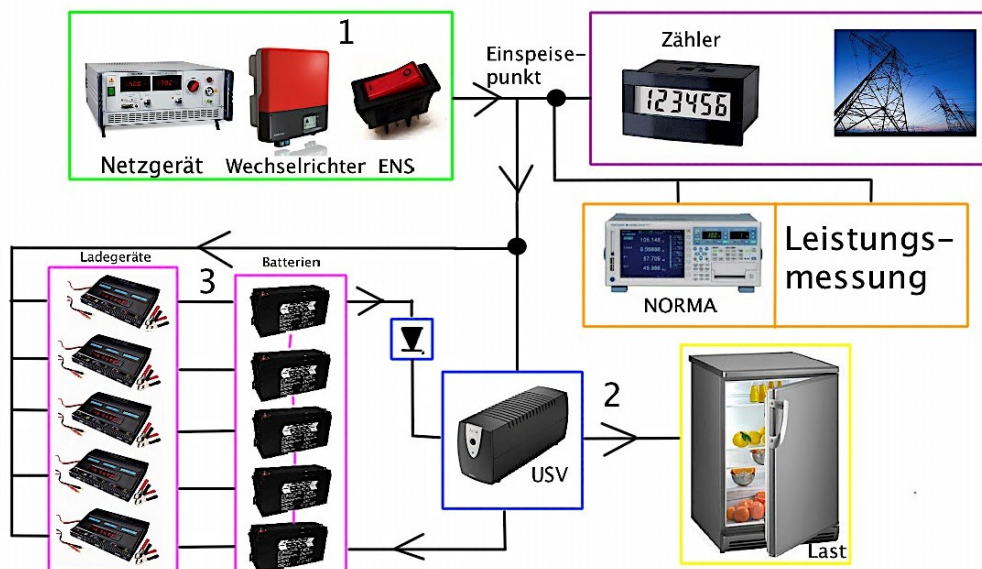 1
Einspeise-
punkt
Zähler
123456
Netzgerät
Wechselrichter
ENS
Ladegeräte
3
Batterien
NORMA
Leistungs-
messung
2
USV
Last